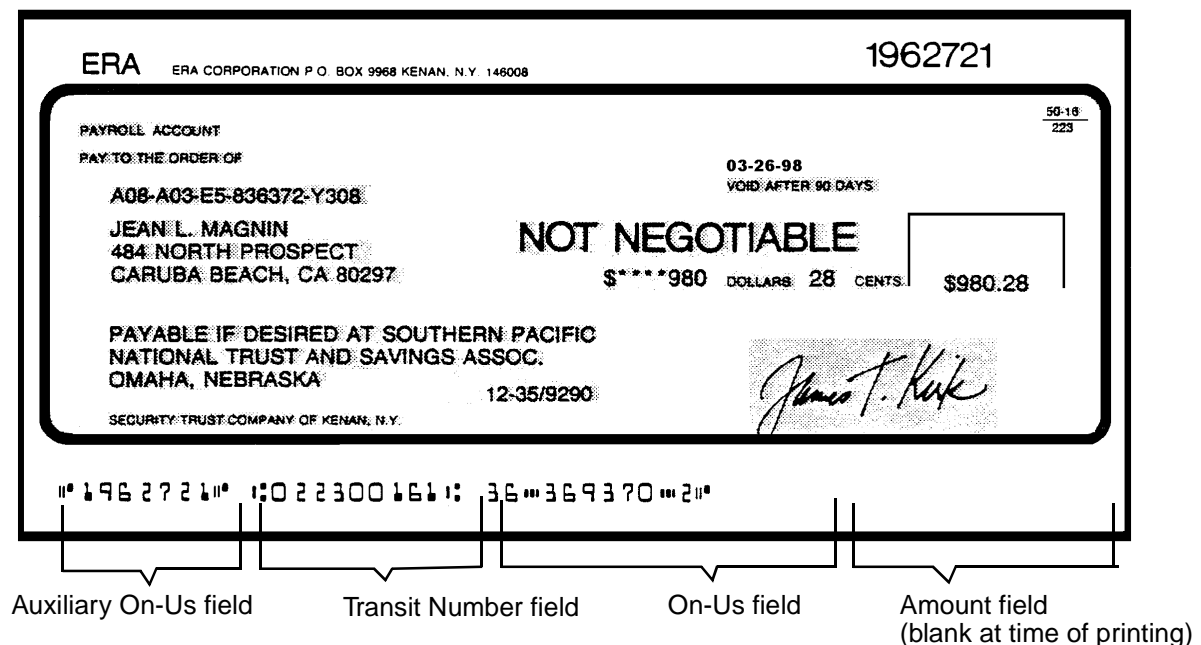 ERA ERA CORPORATION P O. BOX 9968 KENAN, N.Y. 146008 1962721
50-16
223
PAYROLL ACCOUNT
PAY TO THE ORDER OF
03-26-98
VOID AFTER 90 DAYS
A08-A03-E5-836372-Y308
JEAN L. MAGNIN
484 NORTH PROSPECT
CARUBA BEACH, CA 80297
NOT NEGOTIABLE
$****980 DOLLARS 28 CENTS $980.28
PAYABLE IF DESIRED AT SOUTHERN PACIFIC
NATIONAL TRUST AND SAVINGS ASSOC.
OMAHA, NEBRASKA
12-35/9290
James T. Kirk
SECURITY TRUST COMPANY OF KENAN, N.Y.
⑈1962721⑈ ⑆022300161⑆ 36⑉369370⑉2⑈
Auxiliary On-Us field Transit Number field On-Us field Amount field
(blank at time of printing)